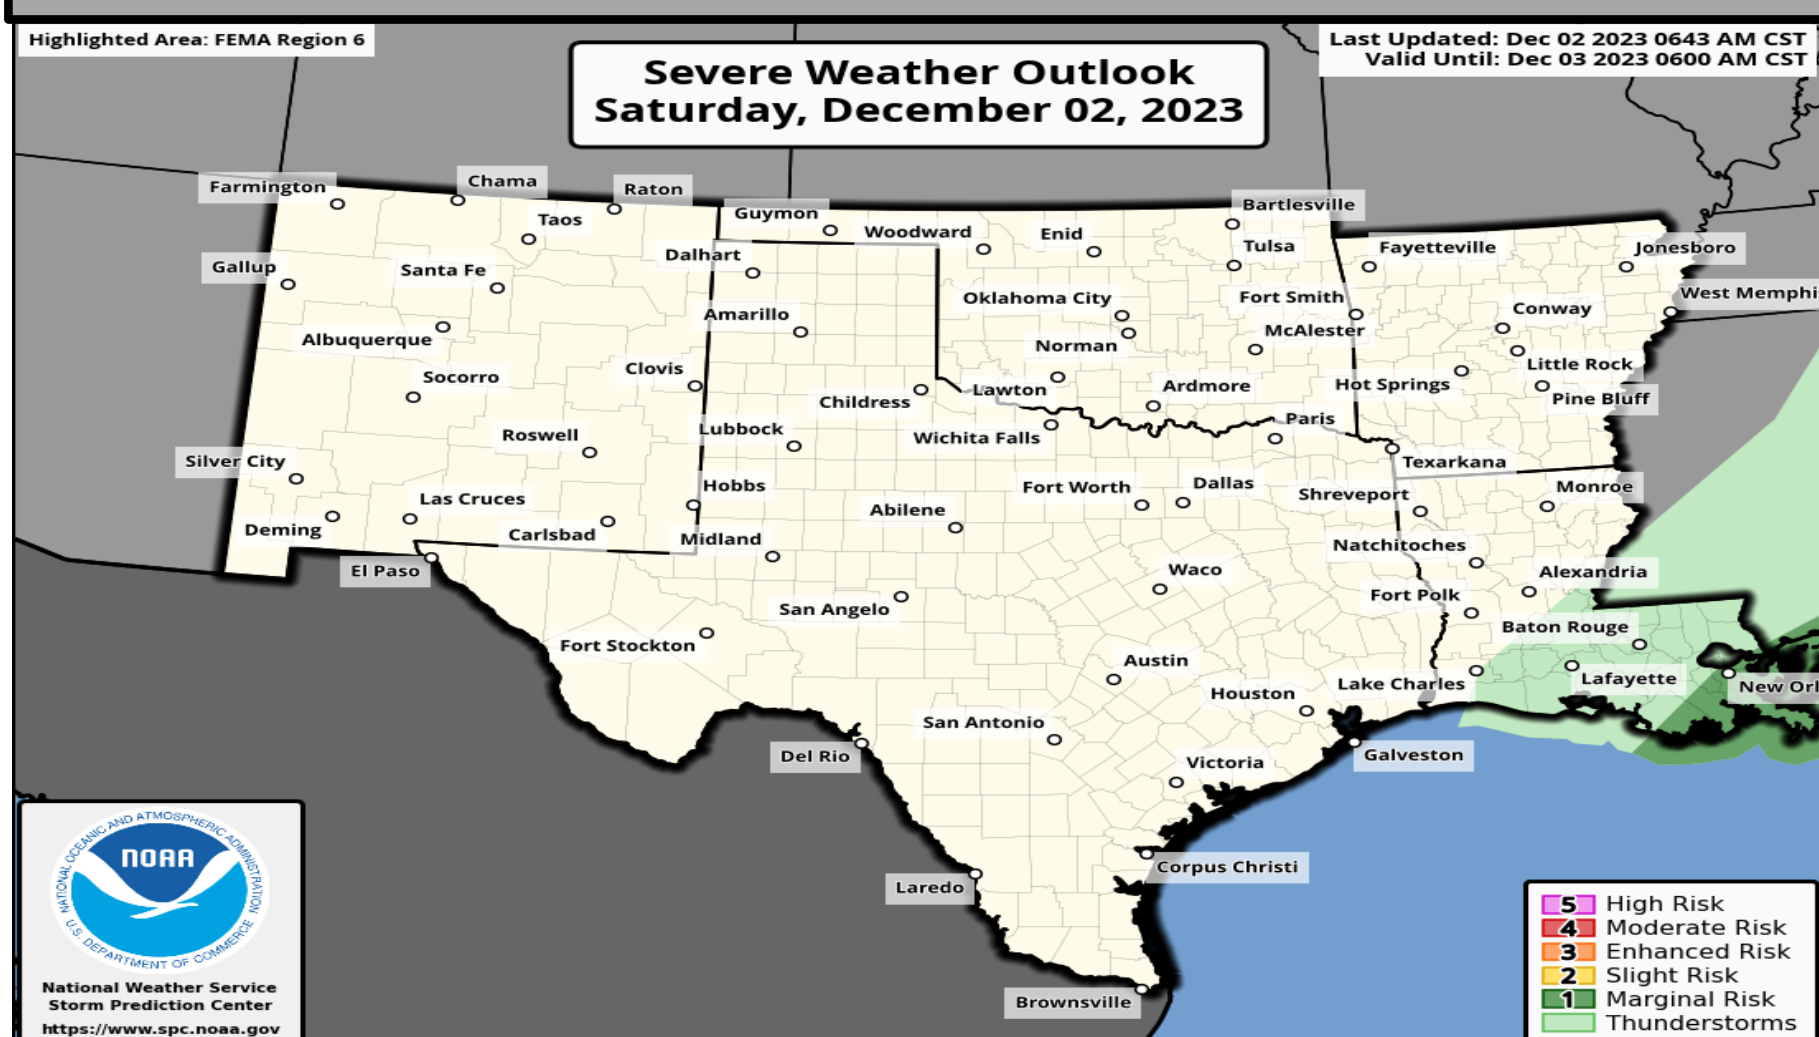 Highlighted Area: FEMA Region 6
Severe Weather Outlook
Saturday, December 02, 2023
Last Updated: Dec 02 2023 0643 AM CST
Valid Until: Dec 03 2023 0600 AM CST
Farmington
Chama
Raton
Taos
Guymon
Woodward
Enid
Bartlesville
Tulsa
Fayetteville
Jonesboro
Gallup
Santa Fe
Dalhart
Oklahoma City
Fort Smith
West Memphi
Albuquerque
Amarillo
Norman
McAlester
Conway
Little Rock
Socorro
Clovis
Childress
Lawton
Ardmore
Hot Springs
Pine Bluff
Roswell
Lubbock
Wichita Falls
Paris
Texarkana
Silver City
Las Cruces
Hobbs
Abilene
Fort Worth
Dallas
Shreveport
Monroe
Deming
Carlsbad
Midland
Natchitoches
El Paso
Waco
Alexandria
San Angelo
Fort Polk
Fort Stockton
Baton Rouge
Austin
Houston
Lake Charles
Lafayette
New Orl
San Antonio
Del Rio
Victoria
Galveston
Laredo
Corpus Christi
Brownsville
NATIONAL OCEANIC AND ATMOSPHERIC ADMINISTRATION
NOAA
U.S. DEPARTMENT OF COMMERCE
National Weather Service
Storm Prediction Center
https://www.spc.noaa.gov
5 High Risk
4 Moderate Risk
3 Enhanced Risk
2 Slight Risk
1 Marginal Risk
Thunderstorms